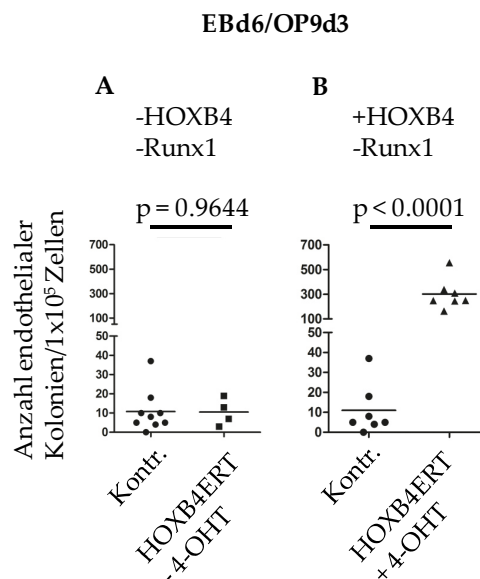 EBd6/OP9d3
A
-HOXB4
-Runx1
p = 0.9644
Anzahl endothelialer
Kolonien/1x10⁵ Zellen
700
500
300
100
50
40
30
20
10
0
Kontr.
HOXB4ERT
- 4-OHT
B
+HOXB4
-Runx1
p < 0.0001
700
500
300
100
50
40
30
20
10
0
Kontr.
HOXB4ERT
+ 4-OHT